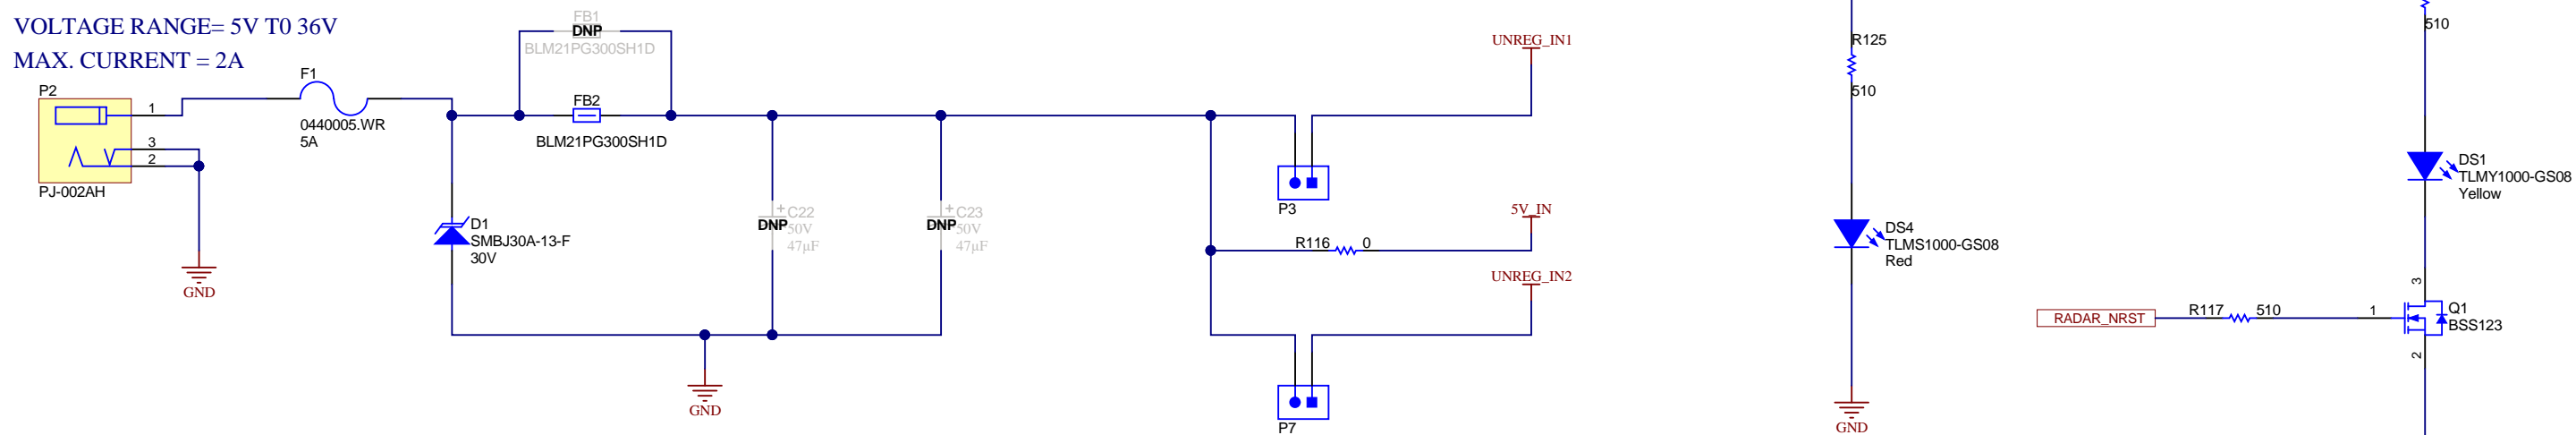 VOLTAGE RANGE= 5V T0 36V
MAX. CURRENT = 2A
P2
1
3
2
PJ-002AH
GND
F1
0440005.WR
5A
FB1
DNP
BLM21PG300SH1D
FB2
BLM21PG300SH1D
D1
SMBJ30A-13-F
30V
C22
DNP
50V
47µF
C23
DNP
50V
47µF
GND
UNREG_IN1
P3
5V_IN
R116 0
UNREG_IN2
P7
R125
510
DS4
TLMS1000-GS08
Red
GND
510
DS1
TLMY1000-GS08
Yellow
RADAR_NRST
R117 510
1
3
2
Q1
BSS123